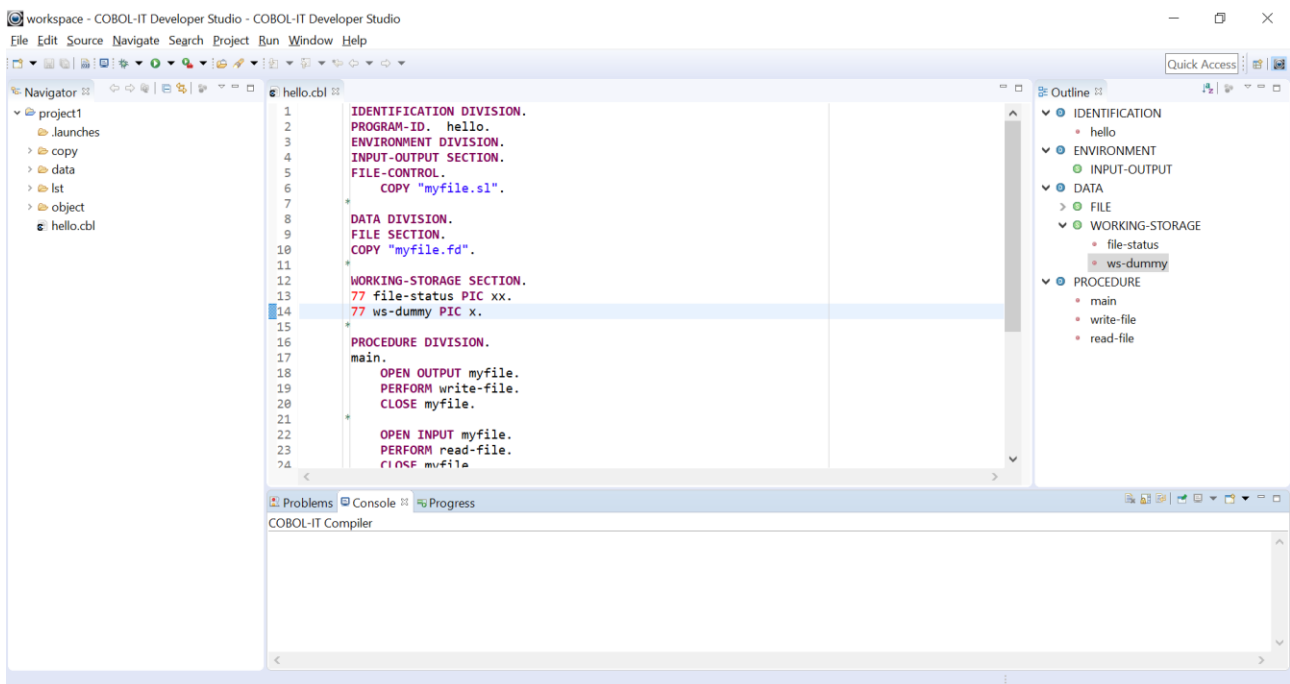 workspace - COBOL-IT Developer Studio - COBOL-IT Developer Studio
File Edit Source Navigate Search Project Run Window Help
Quick Access
Navigator
project1
.launches
copy
data
lst
object
hello.cbl
hello.cbl
1 IDENTIFICATION DIVISION.
2 PROGRAM-ID. hello.
3 ENVIRONMENT DIVISION.
4 INPUT-OUTPUT SECTION.
5 FILE-CONTROL.
6 COPY "myfile.sl".
7 *
8 DATA DIVISION.
9 FILE SECTION.
10 COPY "myfile.fd".
11 *
12 WORKING-STORAGE SECTION.
13 77 file-status PIC xx.
14 77 ws-dummy PIC x.
15 *
16 PROCEDURE DIVISION.
17 main.
18 OPEN OUTPUT myfile.
19 PERFORM write-file.
20 CLOSE myfile.
21 *
22 OPEN INPUT myfile.
23 PERFORM read-file.
24 CLOSE myfile
Outline
IDENTIFICATION
hello
ENVIRONMENT
INPUT-OUTPUT
DATA
FILE
WORKING-STORAGE
file-status
ws-dummy
PROCEDURE
main
write-file
read-file
Problems Console Progress
COBOL-IT Compiler